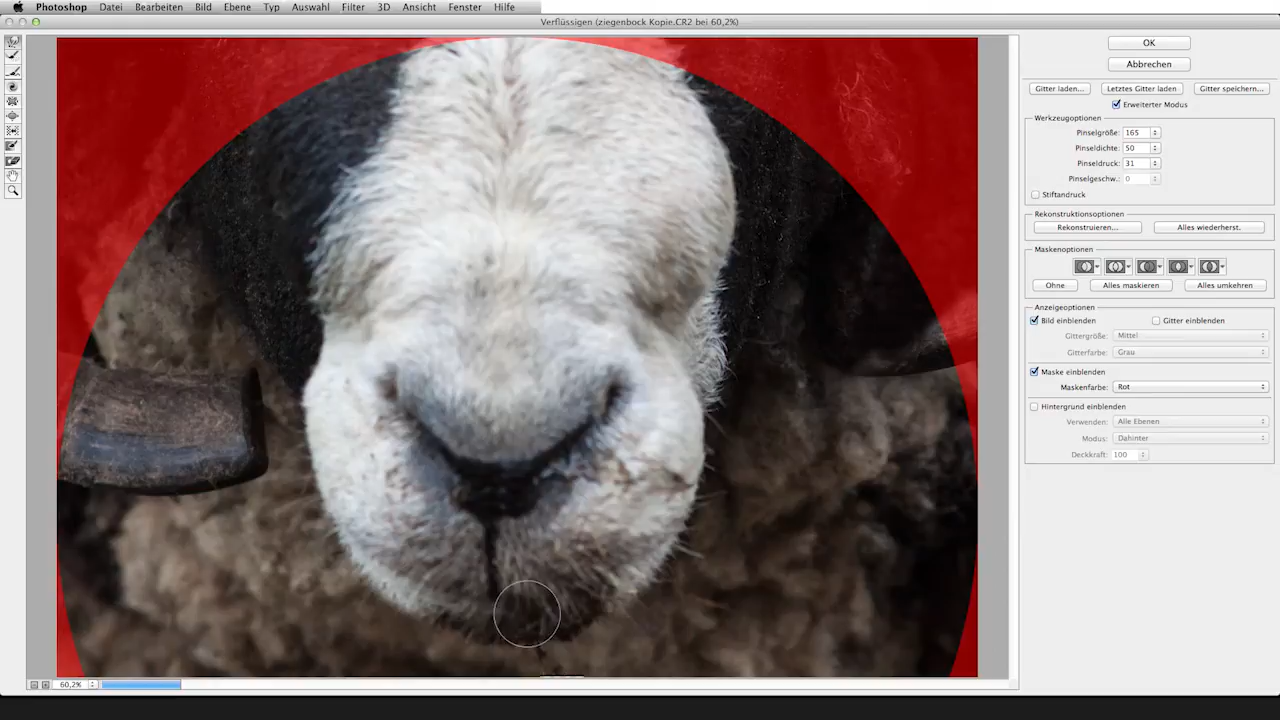 Photoshop Datei Bearbeiten Bild Ebene Typ Auswahl Filter 3D Ansicht Fenster Hilfe
Verflüssigen (ziegenbock Kopie.CR2 bei 60,2%)
OK
Abbrechen
Gitter laden... Letztes Gitter laden Gitter speichern...
Erweiterter Modus
Werkzeugoptionen
Pinselgröße: 165
Pinseldichte: 50
Pinseldruck: 31
Pinselgeschw.: 0
Stiftandruck
Rekonstruktionsoptionen
Rekonstruieren... Alles wiederherst.
Maskenoptionen
Ohne Alles maskieren Alles umkehren
Anzeigeoptionen
Bild einblenden Gitter einblenden
Gittergröße: Mittel
Gitterfarbe: Grau
Maske einblenden
Maskenfarbe: Rot
Hintergrund einblenden
Verwenden: Alle Ebenen
Modus: Dahinter
Deckkraft: 100
60,2%